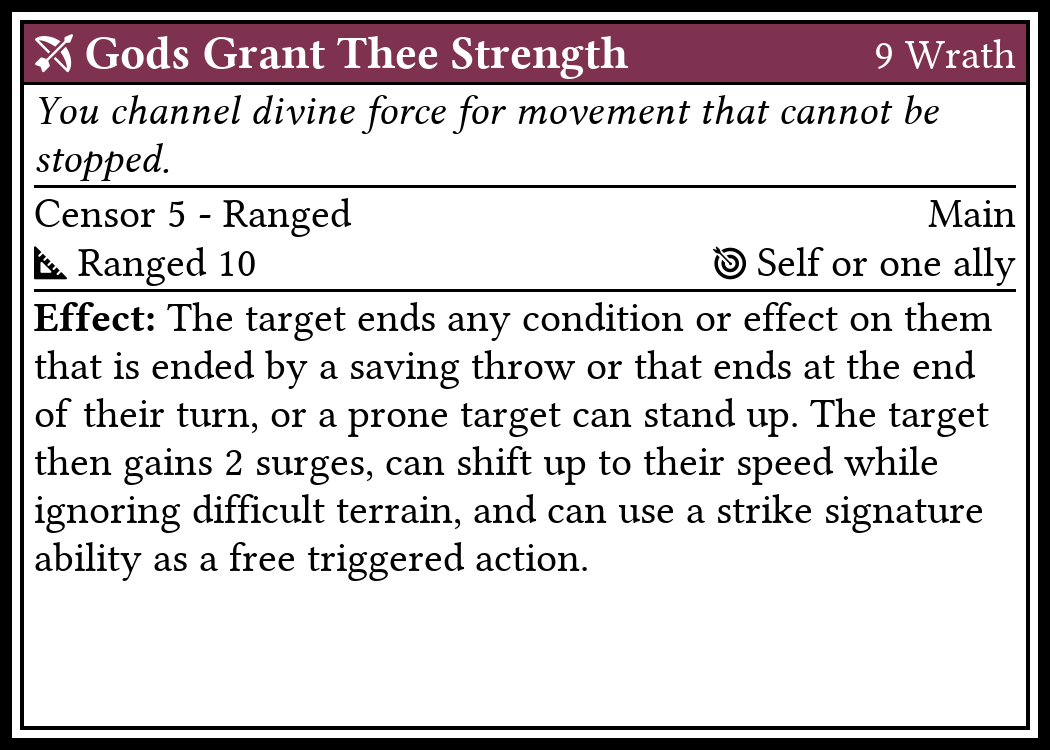 Gods Grant Thee Strength 9 Wrath
You channel divine force for movement that cannot be
stopped.
Censor 5 - Ranged Main
Ranged 10 Self or one ally
Effect: The target ends any condition or effect on them
that is ended by a saving throw or that ends at the end
of their turn, or a prone target can stand up. The target
then gains 2 surges, can shift up to their speed while
ignoring difficult terrain, and can use a strike signature
ability as a free triggered action.